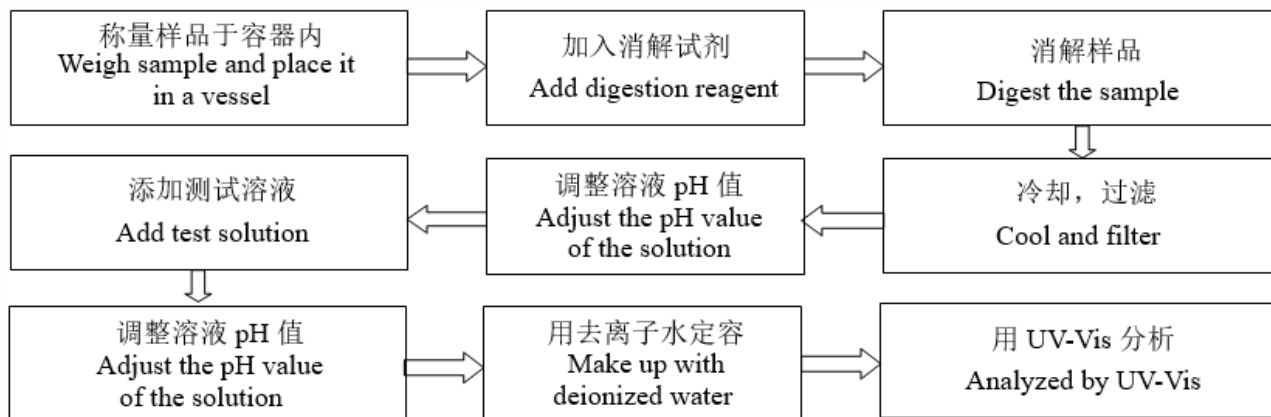 称量样品于容器内
Weigh sample and place it
in a vessel
加入消解试剂
Add digestion reagent
消解样品
Digest the sample
冷却，过滤
Cool and filter
调整溶液 pH 值
Adjust the pH value
of the solution
添加测试溶液
Add test solution
调整溶液 pH 值
Adjust the pH value
of the solution
用去离子水定容
Make up with
deionized water
用 UV-Vis 分析
Analyzed by UV-Vis